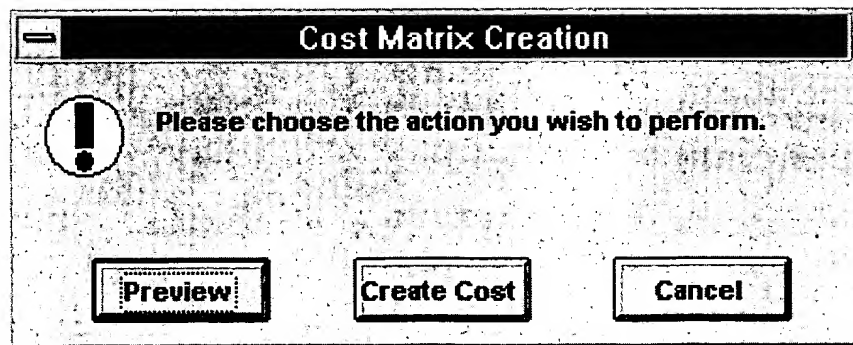 Cost Matrix Creation
Please choose the action you wish to perform.
Preview Create Cost Cancel